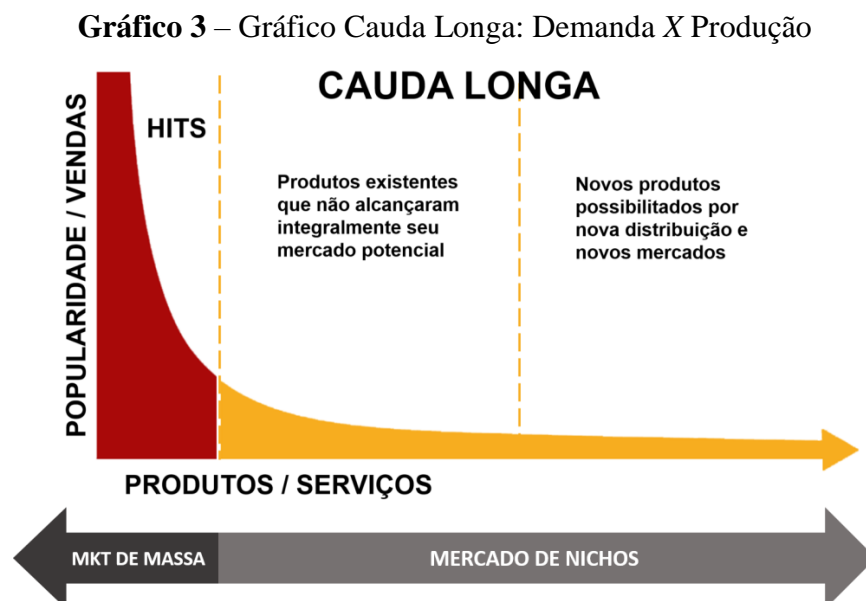 Gráfico 3 – Gráfico Cauda Longa: Demanda X Produção
CAUDA LONGA
HITS
POPULARIDADE / VENDAS
Produtos existentes
que não alcançaram
integralmente seu
mercado potencial
Novos produtos
possibilitados por
nova distribuição e
novos mercados
PRODUTOS / SERVIÇOS
MKT DE MASSA
MERCADO DE NICHOS